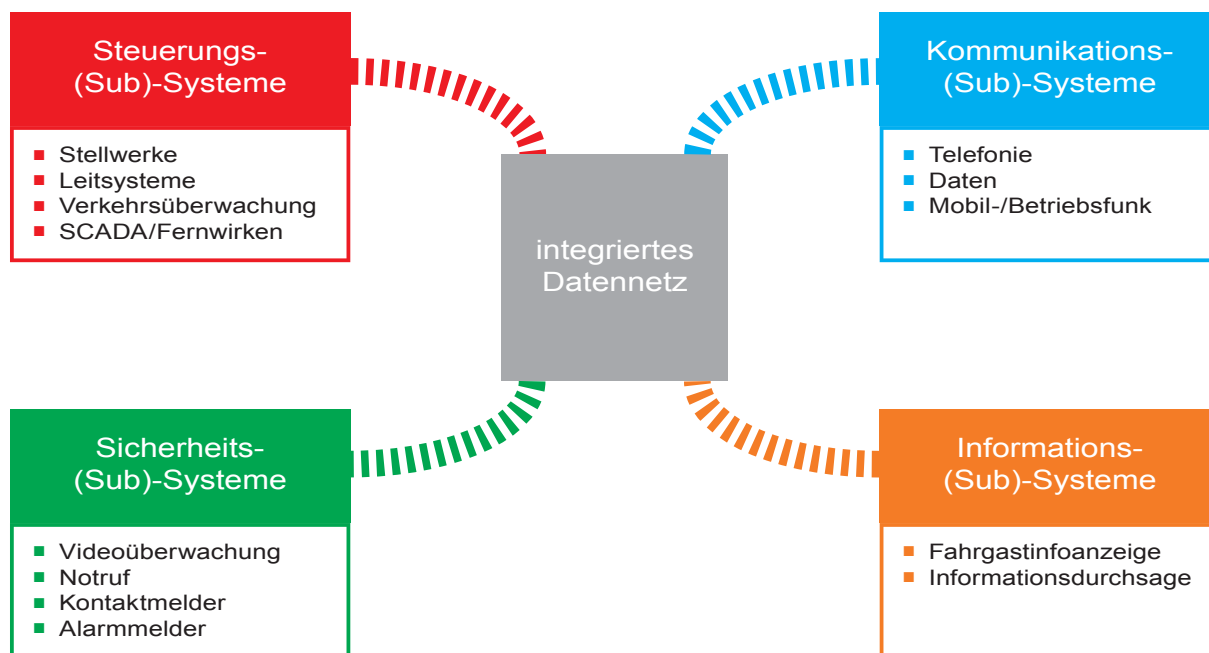 Steuerungs-
(Sub)-Systeme
Stellwerke
Leitsysteme
Verkehrsüberwachung
SCADA/Fernwirken
Kommunikations-
(Sub)-Systeme
Telefonie
Daten
Mobil-/Betriebsfunk
integriertes
Datennetz
Sicherheits-
(Sub)-Systeme
Videoüberwachung
Notruf
Kontaktmelder
Alarmmelder
Informations-
(Sub)-Systeme
Fahrgastinfoanzeige
Informationsdurchsage